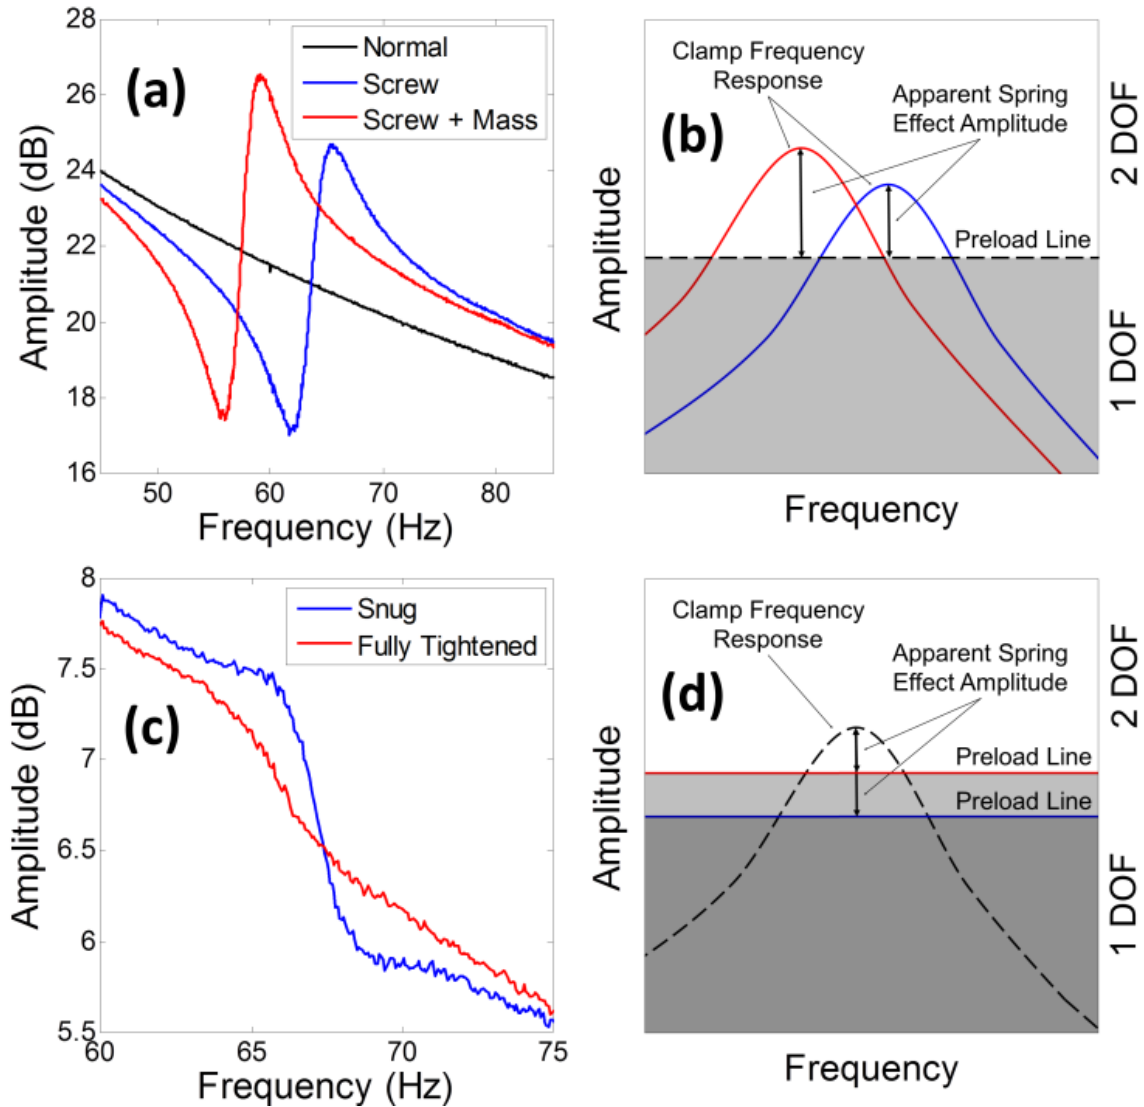 (a)
Normal
Screw
Screw + Mass
Amplitude (dB)
28
26
24
22
20
18
16
50
60
70
80
Frequency (Hz)
(b)
Clamp Frequency
Response
Apparent Spring
Effect Amplitude
Preload Line
Amplitude
2 DOF
1 DOF
Frequency
(c)
Snug
Fully Tightened
Amplitude (dB)
8
7.5
7
6.5
6
5.5
60
65
70
75
Frequency (Hz)
(d)
Clamp Frequency
Response
Apparent Spring
Effect Amplitude
Preload Line
Preload Line
Amplitude
2 DOF
1 DOF
Frequency